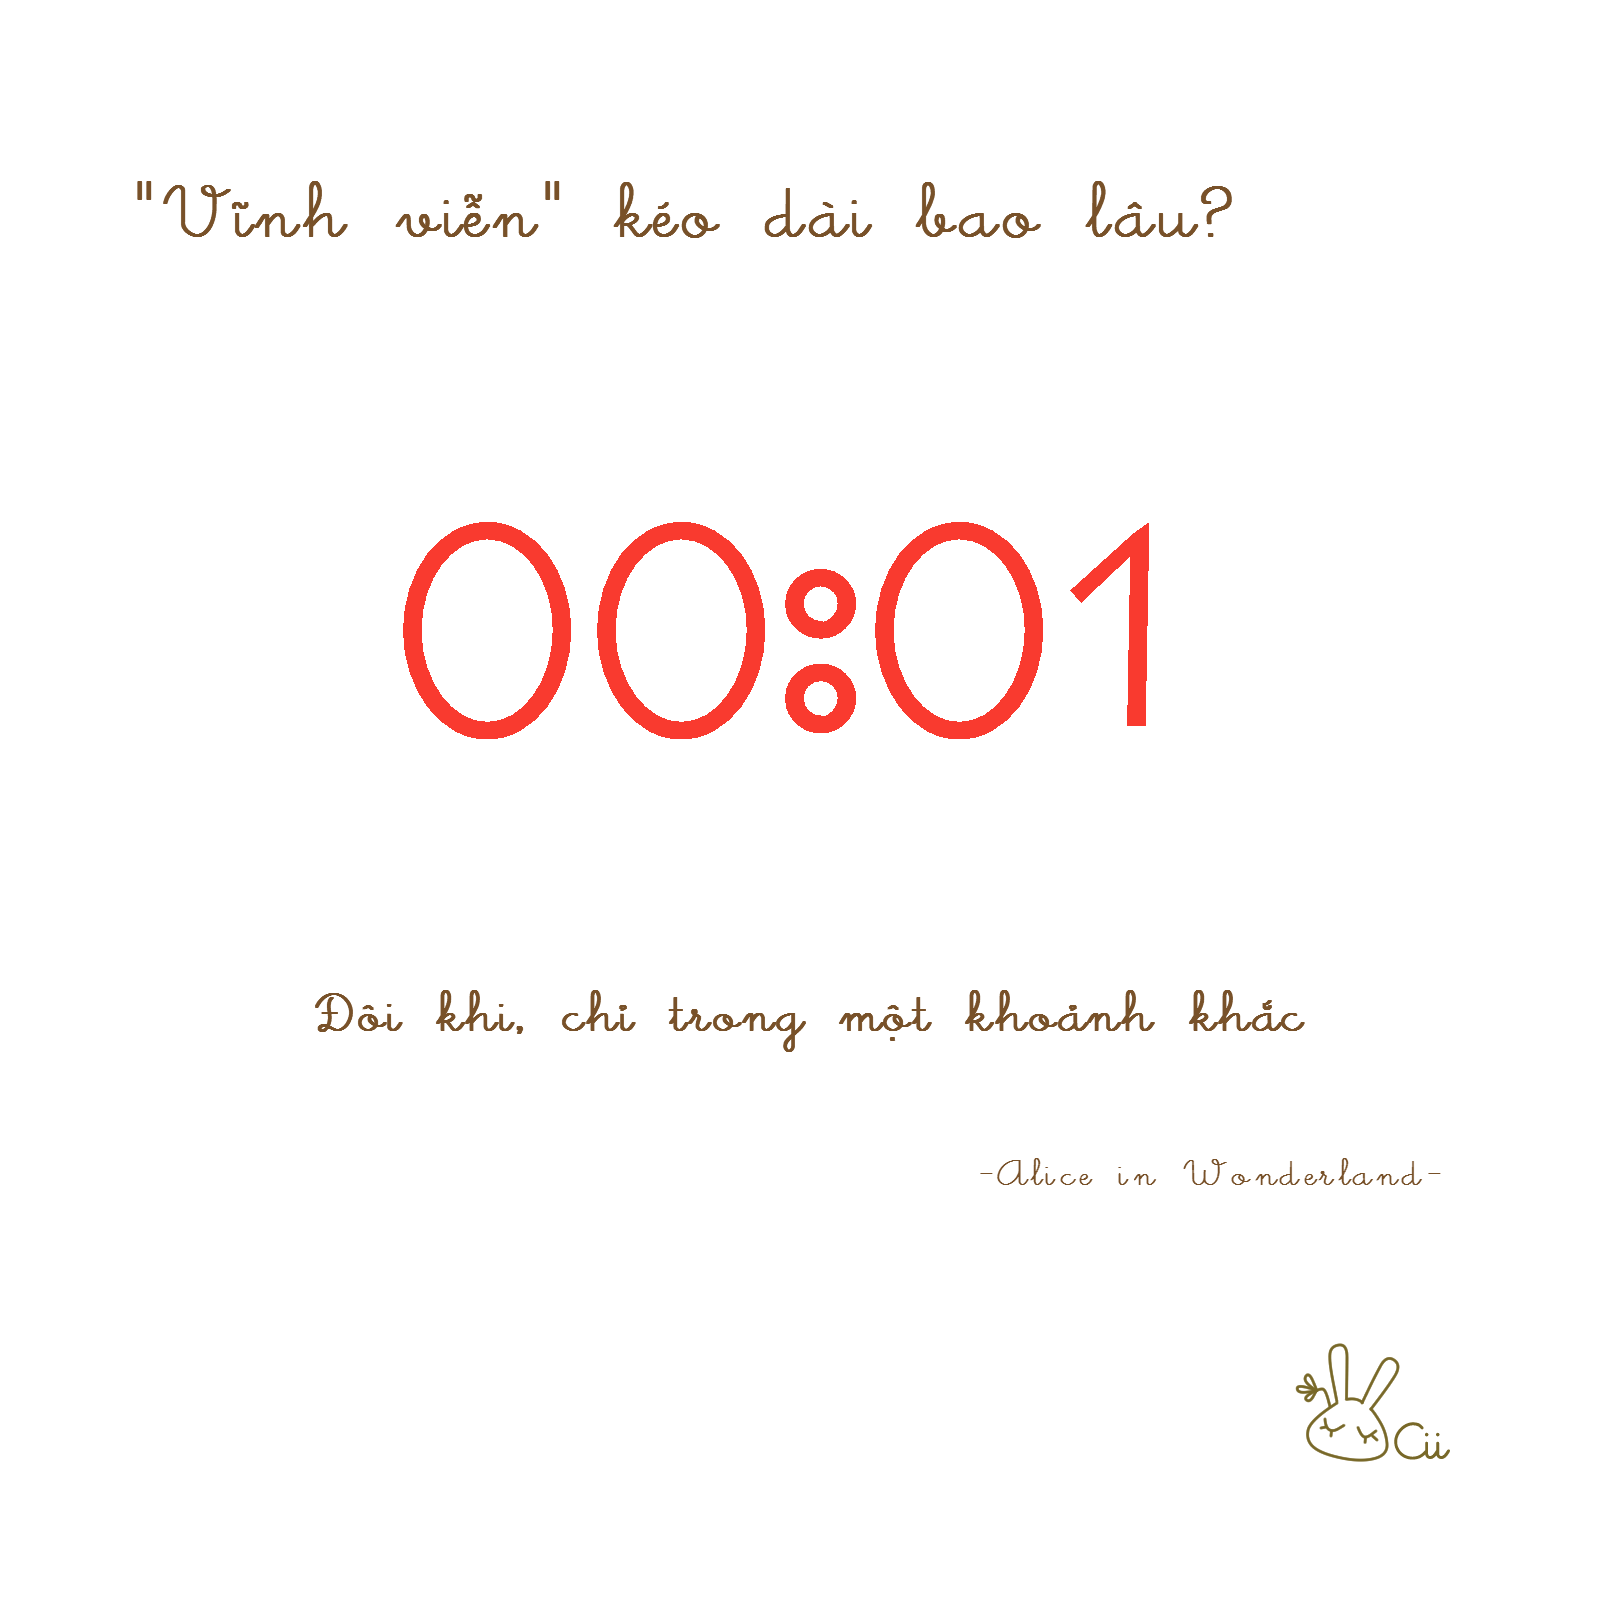 "Vĩnh viễn" kéo dài bao lâu?
00:01
Đôi khi, chỉ trong một khoảnh khắc
-Alice in Wonderland-
Cii